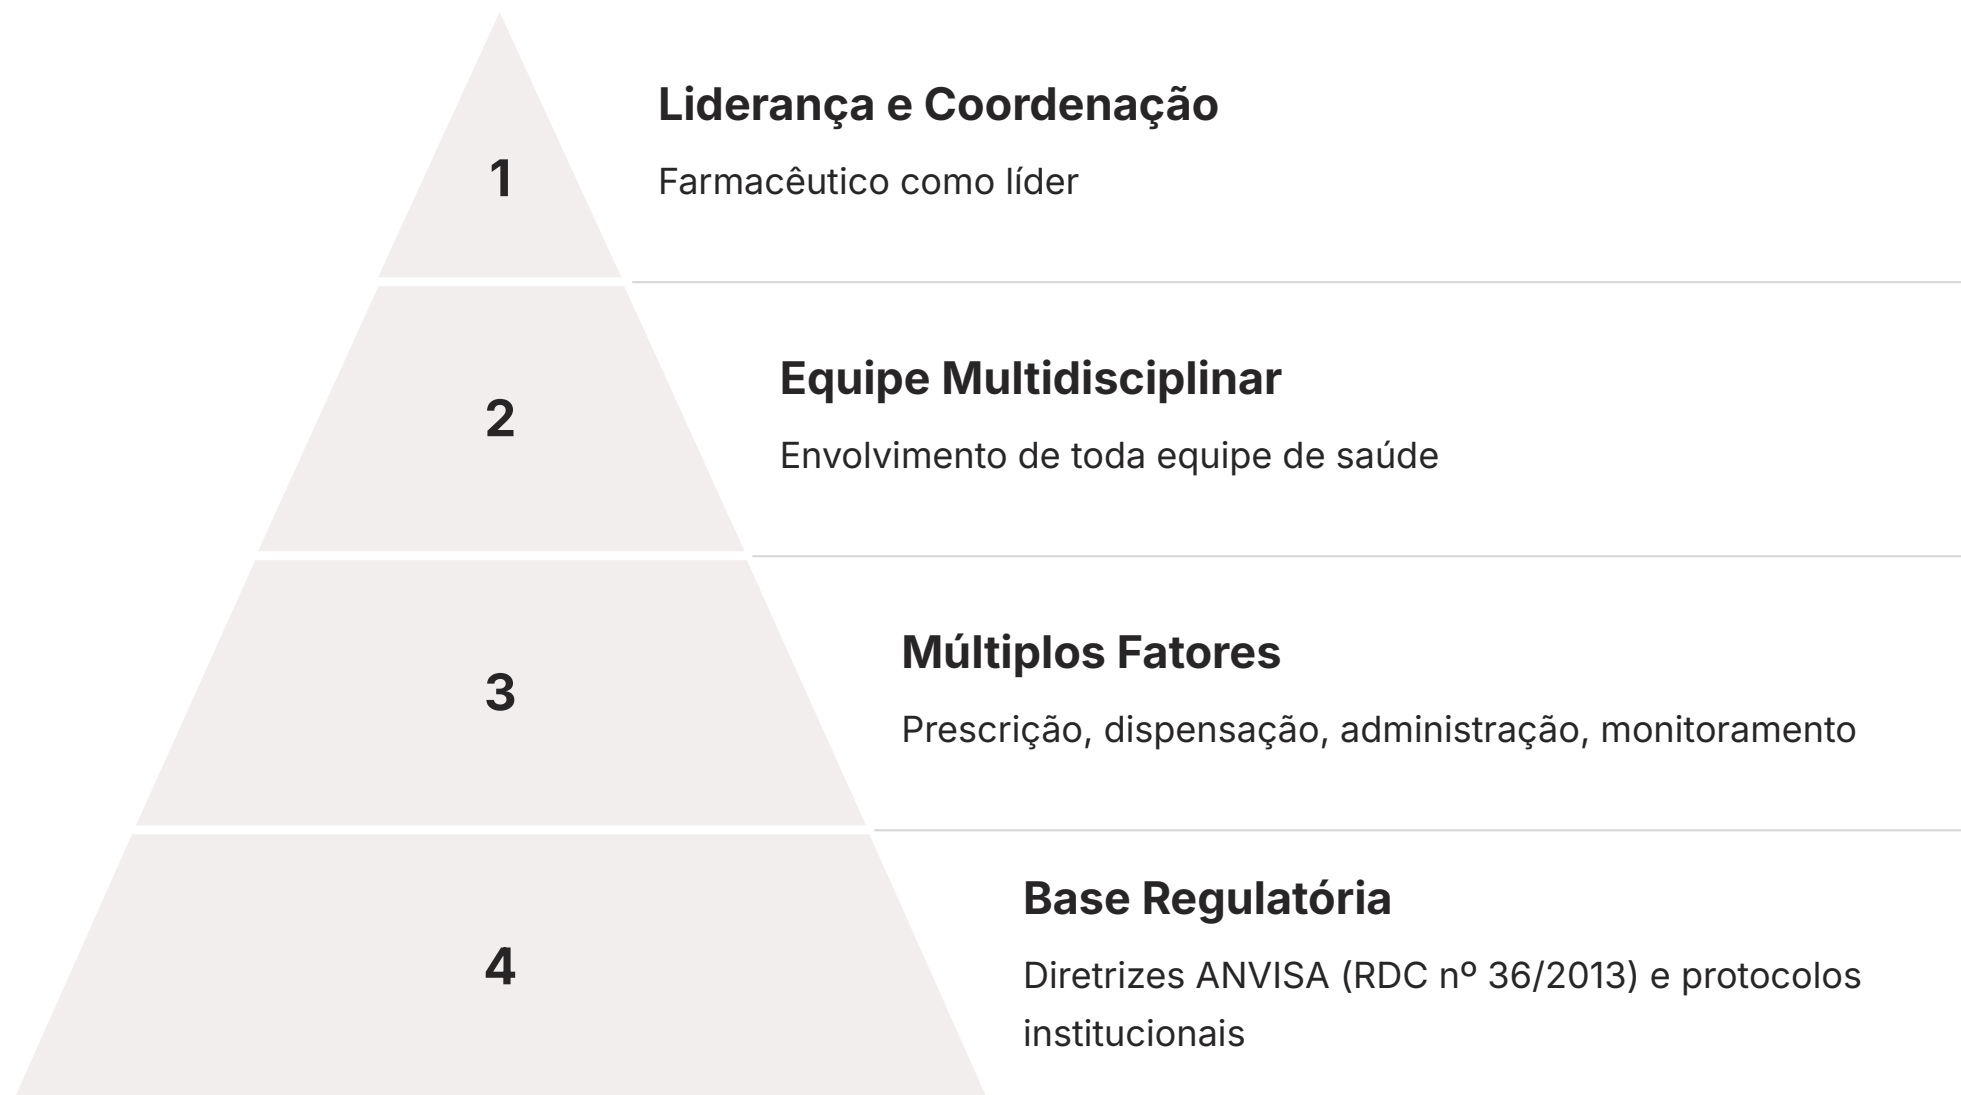 1
Liderança e Coordenação
Farmacêutico como líder
2
Equipe Multidisciplinar
Envolvimento de toda equipe de saúde
3
Múltiplos Fatores
Prescrição, dispensação, administração, monitoramento
4
Base Regulatória
Diretrizes ANVISA (RDC nº 36/2013) e protocolos
institucionais